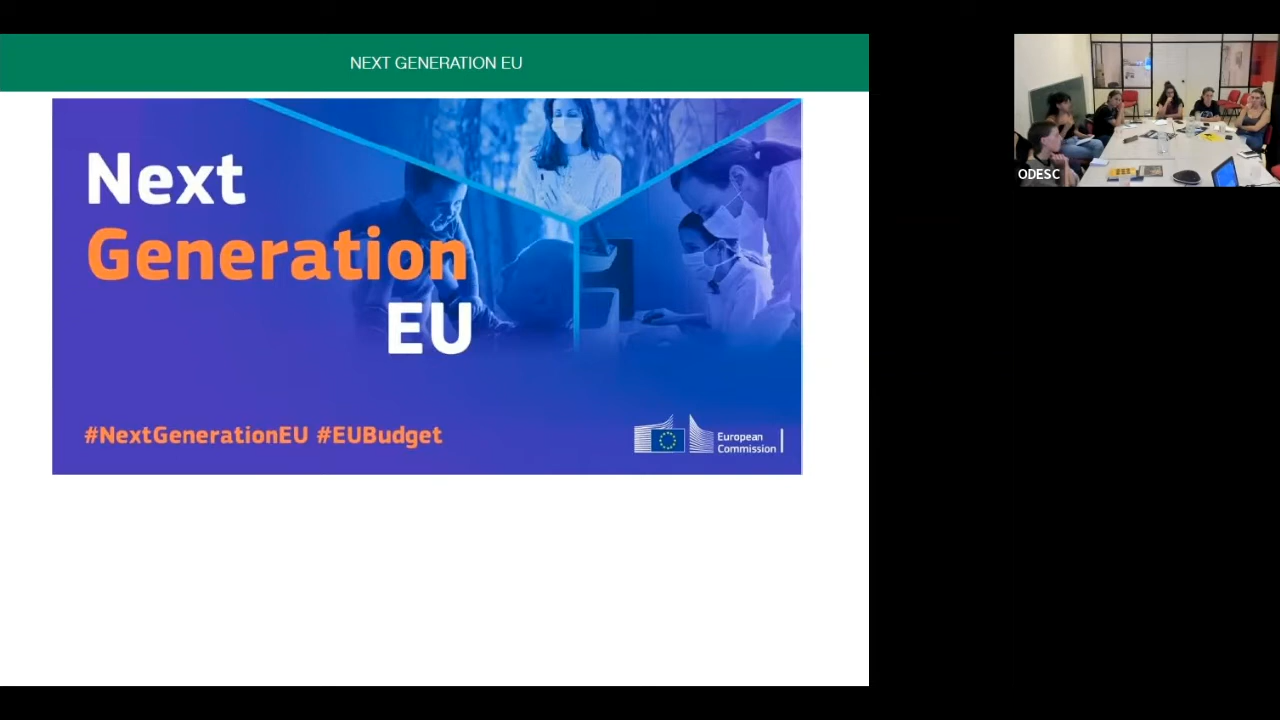 NEXT GENERATION EU
Next
Generation
EU
#NextGenerationEU #EUBudget
European
Commission
ODESC